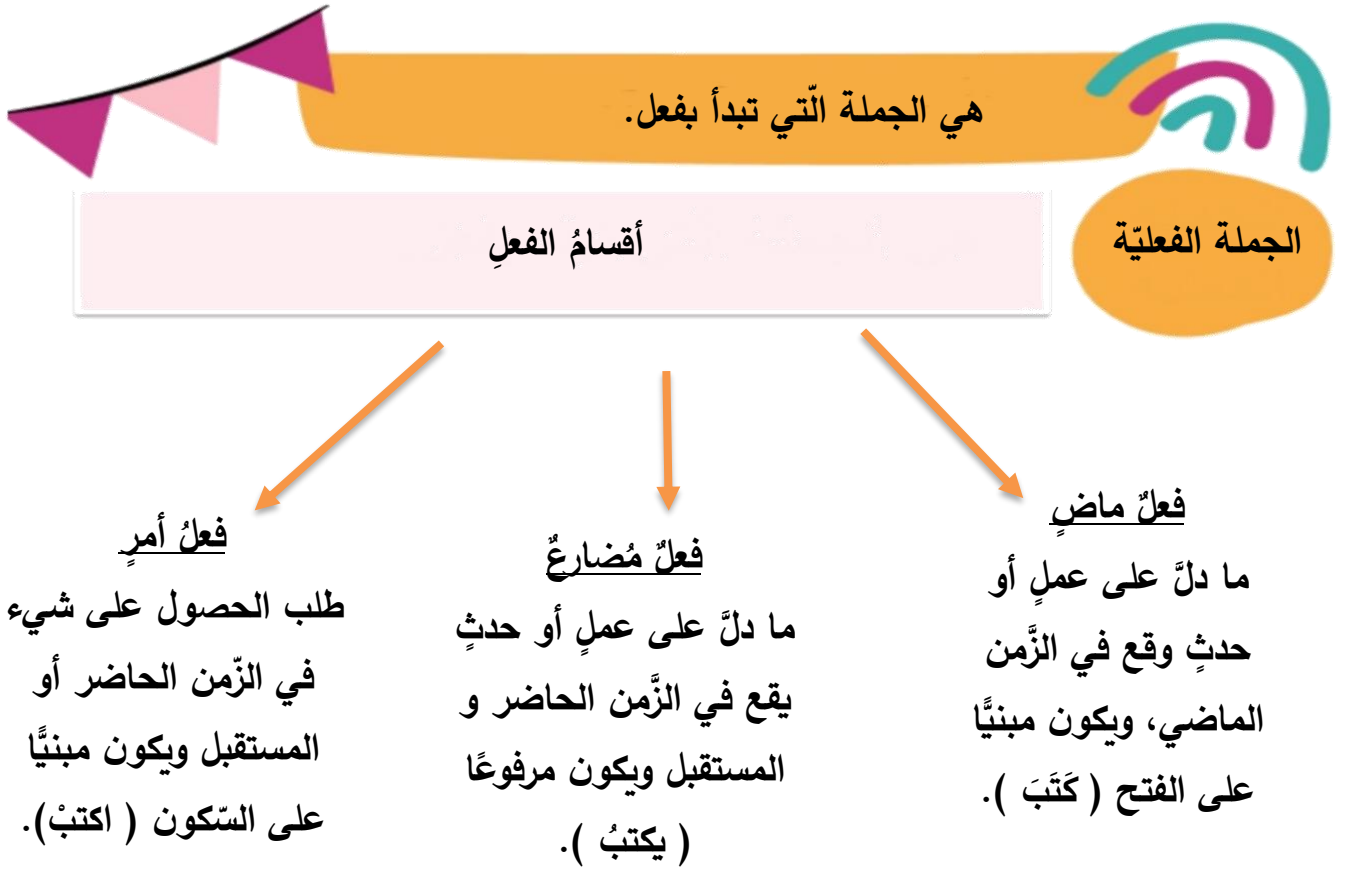 هي الجملة الّتي تبدأ بفعل.
الجملة الفعليّة
أقسامُ الفعلِ
فعلٌ ماضٍ
ما دلَّ على عملٍ أو
حدثٍ وقع في الزَّمن
الماضي، ويكون مبنيًّا
على الفتح ( كَتَبَ ).
فعلٌ مُضارعٌ
ما دلَّ على عملٍ أو حدثٍ
يقع في الزَّمن الحاضر و
المستقبل ويكون مرفوعًا
( يكتبُ ).
فعلُ أمرٍ
طلب الحصول على شيء
في الزّمن الحاضر أو
المستقبل ويكون مبنيًّا
على السّكون ( اكتبْ).